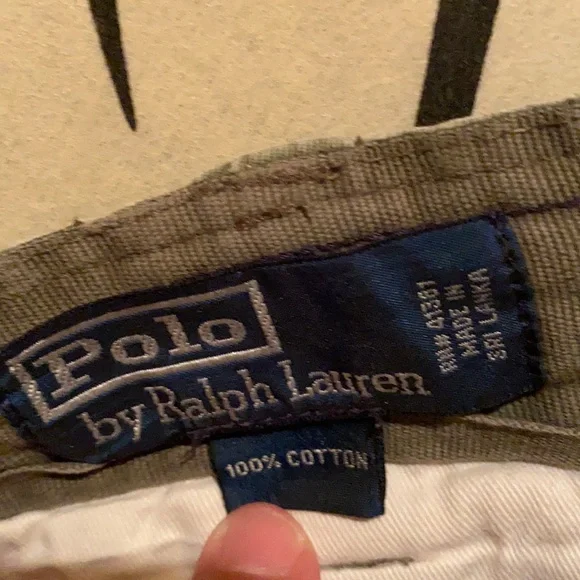 Polo
by Ralph Lauren
RN# 41381
MADE IN
SRI LANKA
100% COTTON